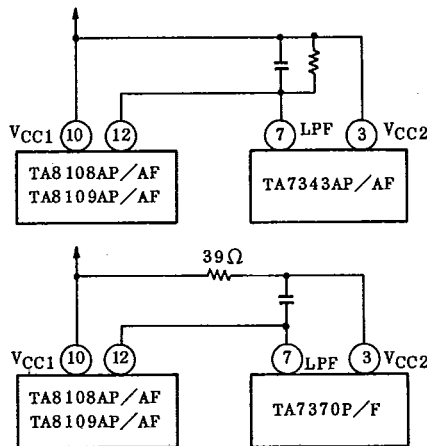 VCC1 10 12 7 LPF 3 VCC2
TA8108AP/AF
TA8109AP/AF
TA7343AP/AF
39Ω
VCC1 10 12 7 LPF 3 VCC2
TA8108AP/AF
TA8109AP/AF
TA7370P/F